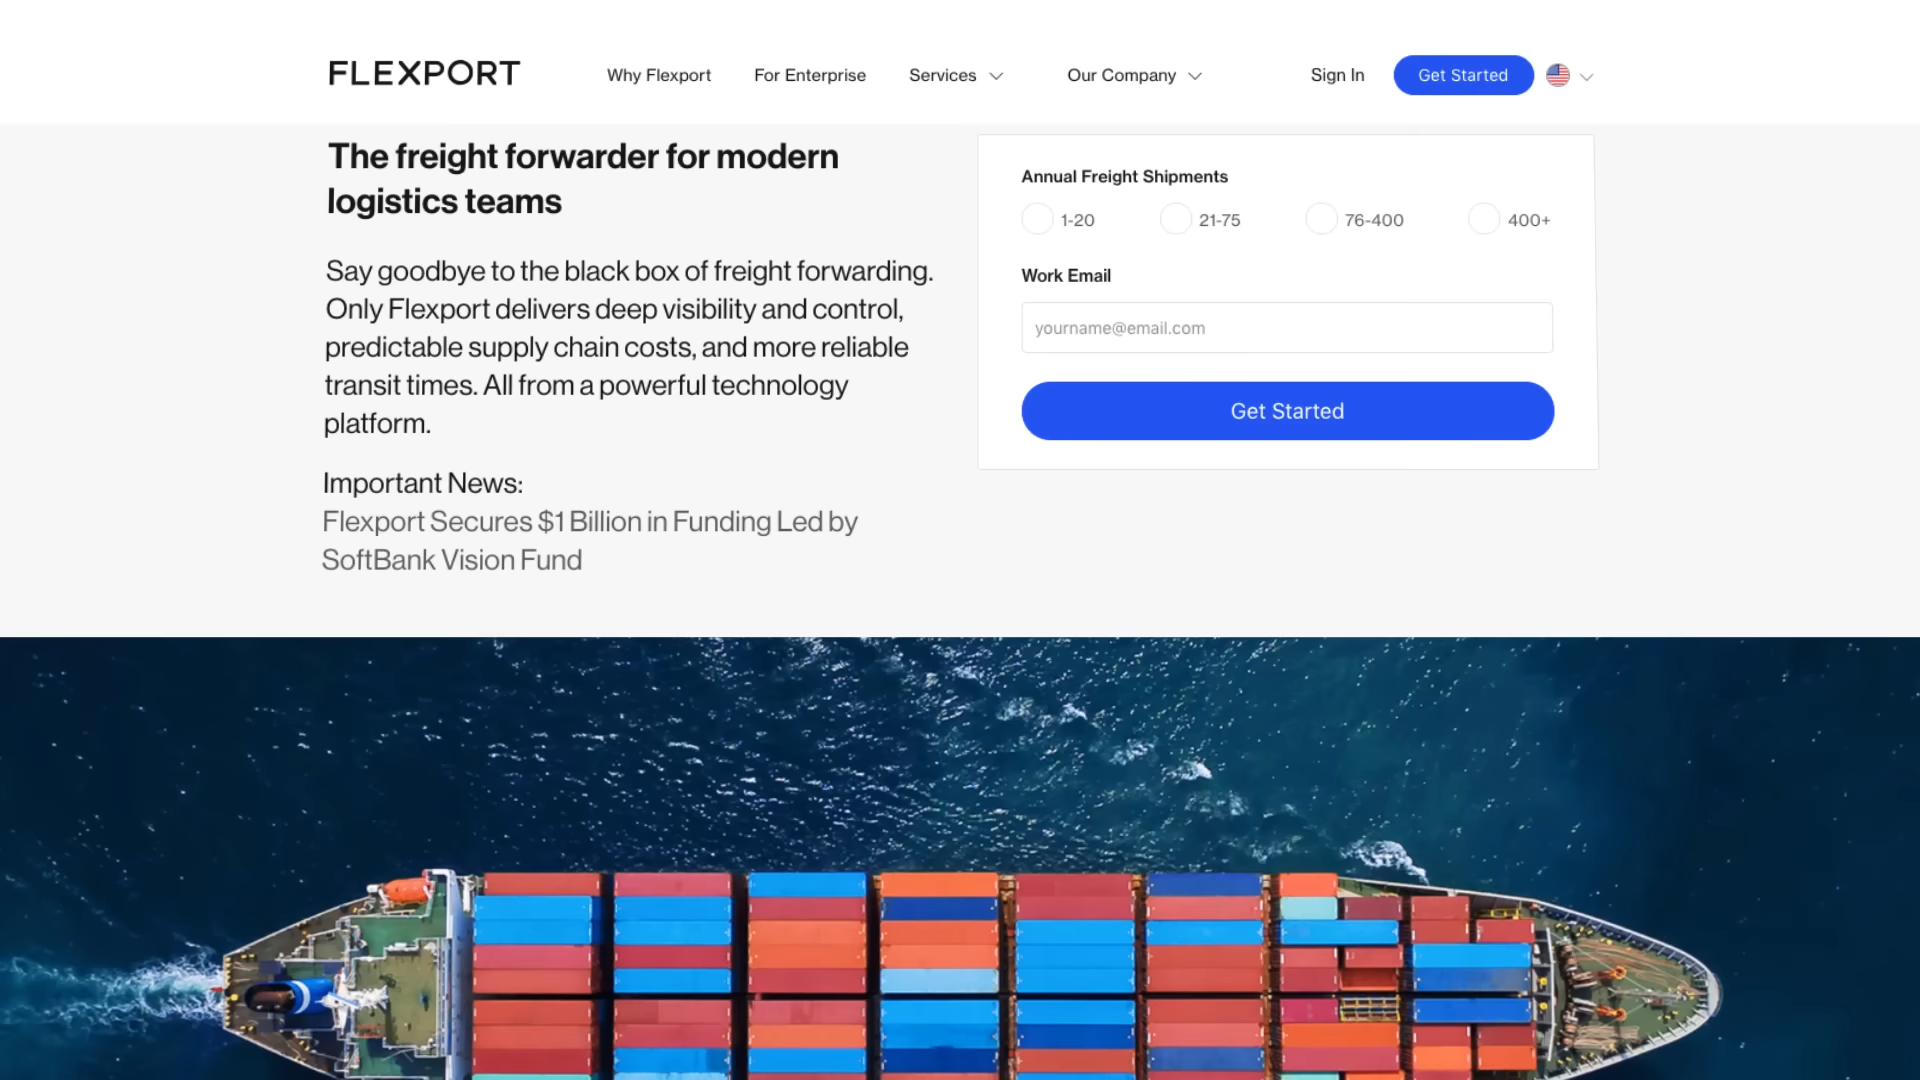 FLEXPORT
Why Flexport
For Enterprise
Services
Our Company
Sign In
Get Started
The freight forwarder for modern
logistics teams
Say goodbye to the black box of freight forwarding.
Only Flexport delivers deep visibility and control,
predictable supply chain costs, and more reliable
transit times. All from a powerful technology
platform.
Important News:
Flexport Secures $1 Billion in Funding Led by
SoftBank Vision Fund
Annual Freight Shipments
1-20
21-75
76-400
400+
Work Email
yourname@email.com
Get Started